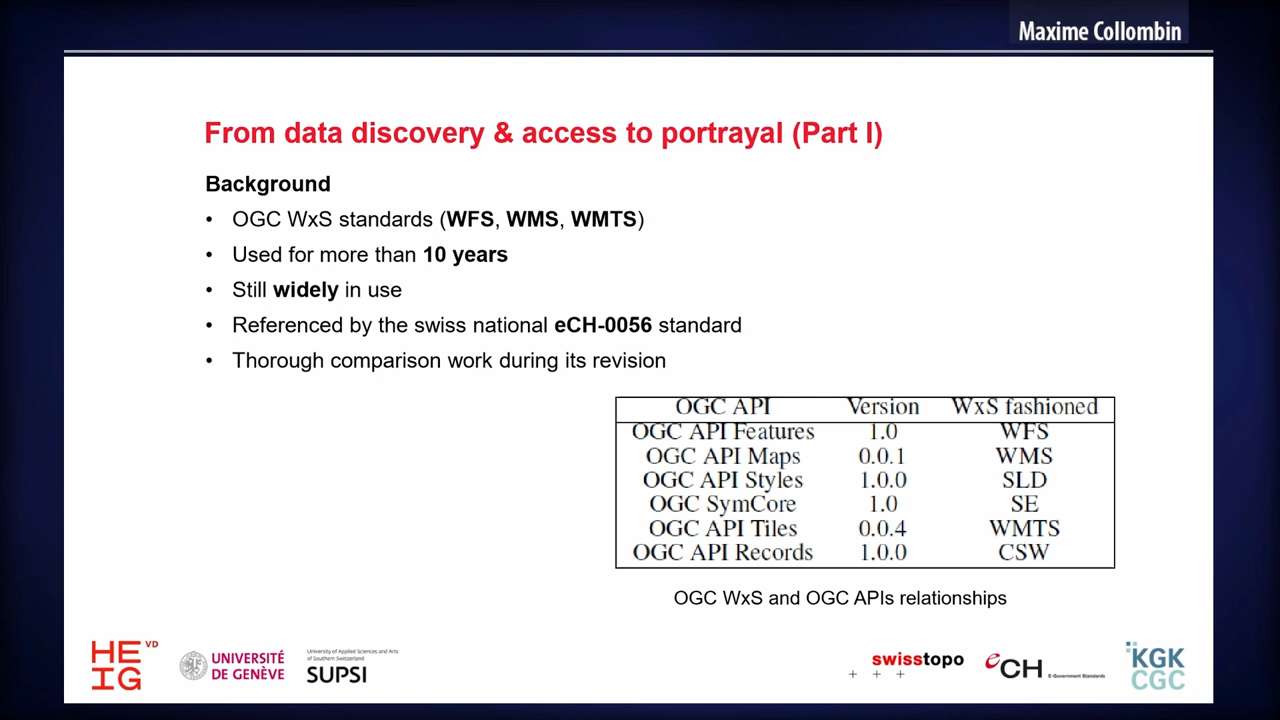 Maxime Collombin
From data discovery & access to portrayal (Part I)
Background
• OGC WxS standards (WFS, WMS, WMTS)
• Used for more than 10 years
• Still widely in use
• Referenced by the swiss national eCH-0056 standard
• Thorough comparison work during its revision
OGC API Version WxS fashioned
OGC API Features 1.0 WFS
OGC API Maps 0.0.1 WMS
OGC API Styles 1.0.0 SLD
OGC SymCore 1.0 SE
OGC API Tiles 0.0.4 WMTS
OGC API Records 1.0.0 CSW
OGC WxS and OGC APIs relationships
HE VD
IG
UNIVERSITÉ
DE GENÈVE
University of Applied Sciences and Arts
of Southern Switzerland
SUPSI
swisstopo
eCH E-Government Standards
KGK
CGC